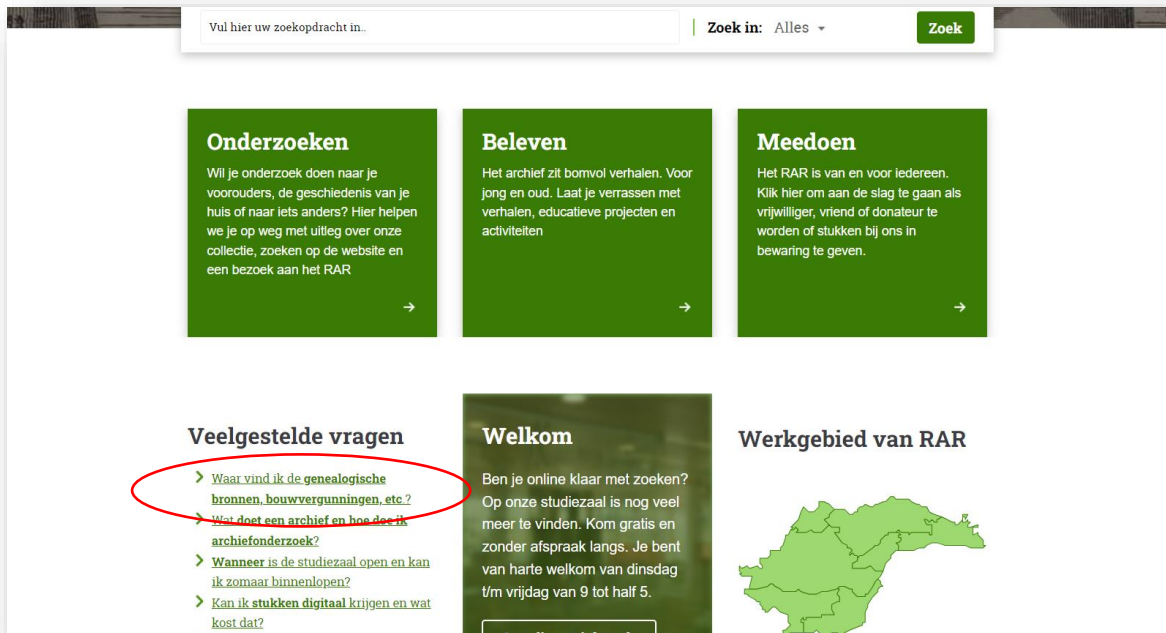 Vul hier uw zoekopdracht in..
Zoek in: Alles
Zoek
Onderzoeken
Wil je onderzoek doen naar je
voorouders, de geschiedenis van je
huis of naar iets anders? Hier helpen
we je op weg met uitleg over onze
collectie, zoeken op de website en
een bezoek aan het RAR
Beleven
Het archief zit bomvol verhalen. Voor
jong en oud. Laat je verrassen met
verhalen, educatieve projecten en
activiteiten
Meedoen
Het RAR is van en voor iedereen.
Klik hier om aan de slag te gaan als
vrijwilliger, vriend of donateur te
worden of stukken bij ons in
bewaring te geven.
Veelgestelde vragen
Waar vind ik de genealogische
bronnen, bouwvergunningen, etc.?
Wat doet een archief en hoe doe ik
archiefonderzoek?
Wanneer is de studiezaal open en kan
ik zomaar binnenlopen?
Kan ik stukken digitaal krijgen en wat
kost dat?
Welkom
Ben je online klaar met zoeken?
Op onze studiezaal is nog veel
meer te vinden. Kom gratis en
zonder afspraak langs. Je bent
van harte welkom van dinsdag
t/m vrijdag van 9 tot half 5.
Werkgebied van RAR